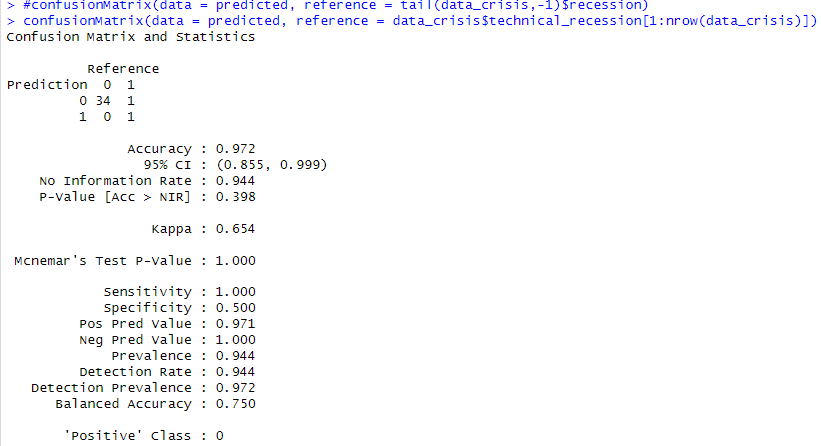 > #confusionMatrix(data = predicted, reference = tail(data_crisis,-1)$recession)
> confusionMatrix(data = predicted, reference = data_crisis$technical_recession[1:nrow(data_crisis)])
Confusion Matrix and Statistics

          Reference
Prediction  0  1
         0 34  1
         1  0  1

               Accuracy : 0.972
                 95% CI : (0.855, 0.999)
    No Information Rate : 0.944
    P-Value [Acc > NIR] : 0.398

                  Kappa : 0.654

 Mcnemar's Test P-Value : 1.000

            Sensitivity : 1.000
            Specificity : 0.500
         Pos Pred Value : 0.971
         Neg Pred Value : 1.000
             Prevalence : 0.944
         Detection Rate : 0.944
   Detection Prevalence : 0.972
      Balanced Accuracy : 0.750

       'Positive' Class : 0